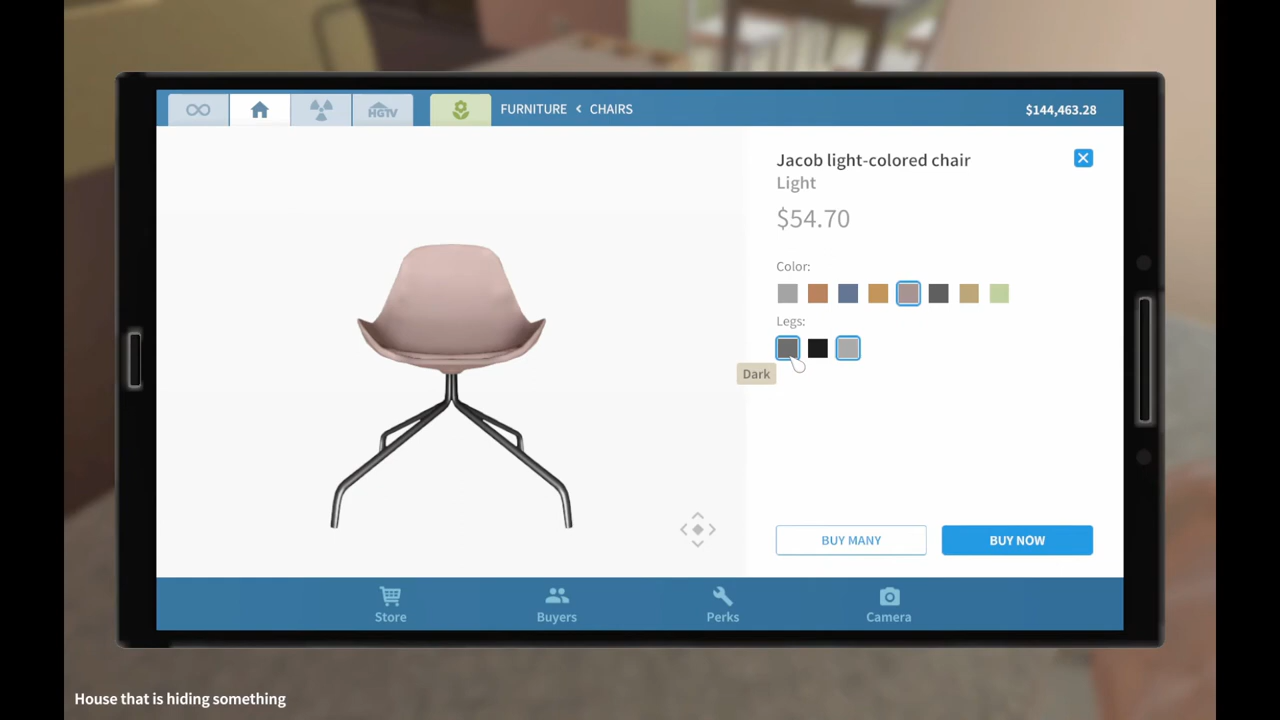 HGTV
FURNITURE < CHAIRS
$144,463.28
Jacob light-colored chair
Light
$54.70
Color:
Legs:
Dark
BUY MANY
BUY NOW
Store
Buyers
Perks
Camera
House that is hiding something